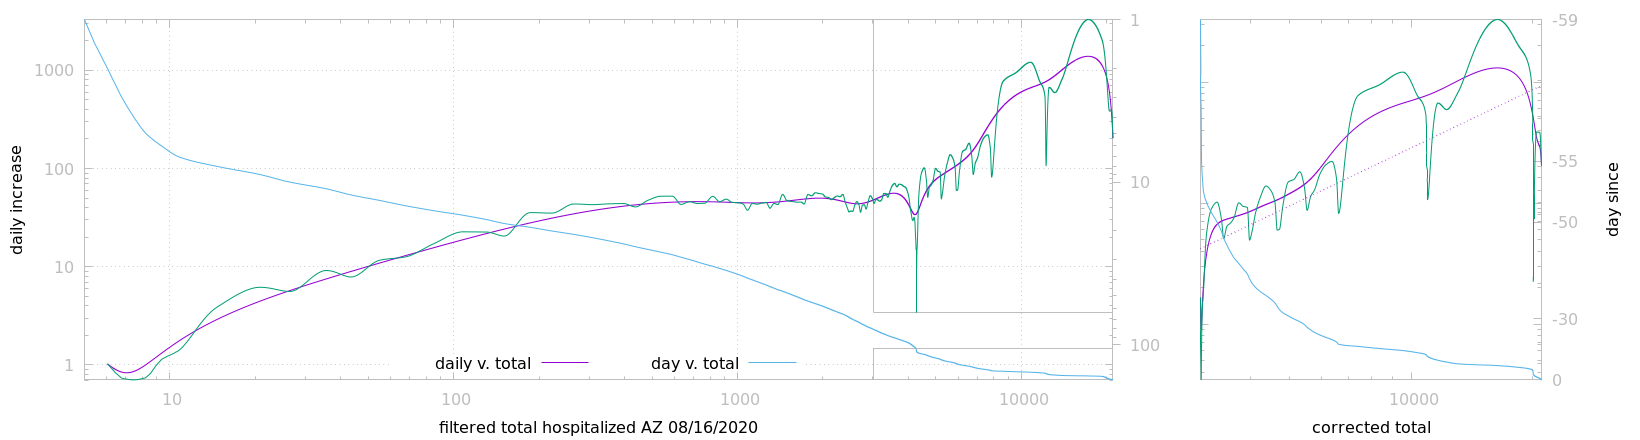 1
-59
1000
daily increase
100
10
-55
-50
day since
10
-30
100
daily v. total
day v. total
1
0
10
100
1000
10000
10000
filtered total hospitalized AZ 08/16/2020
corrected total